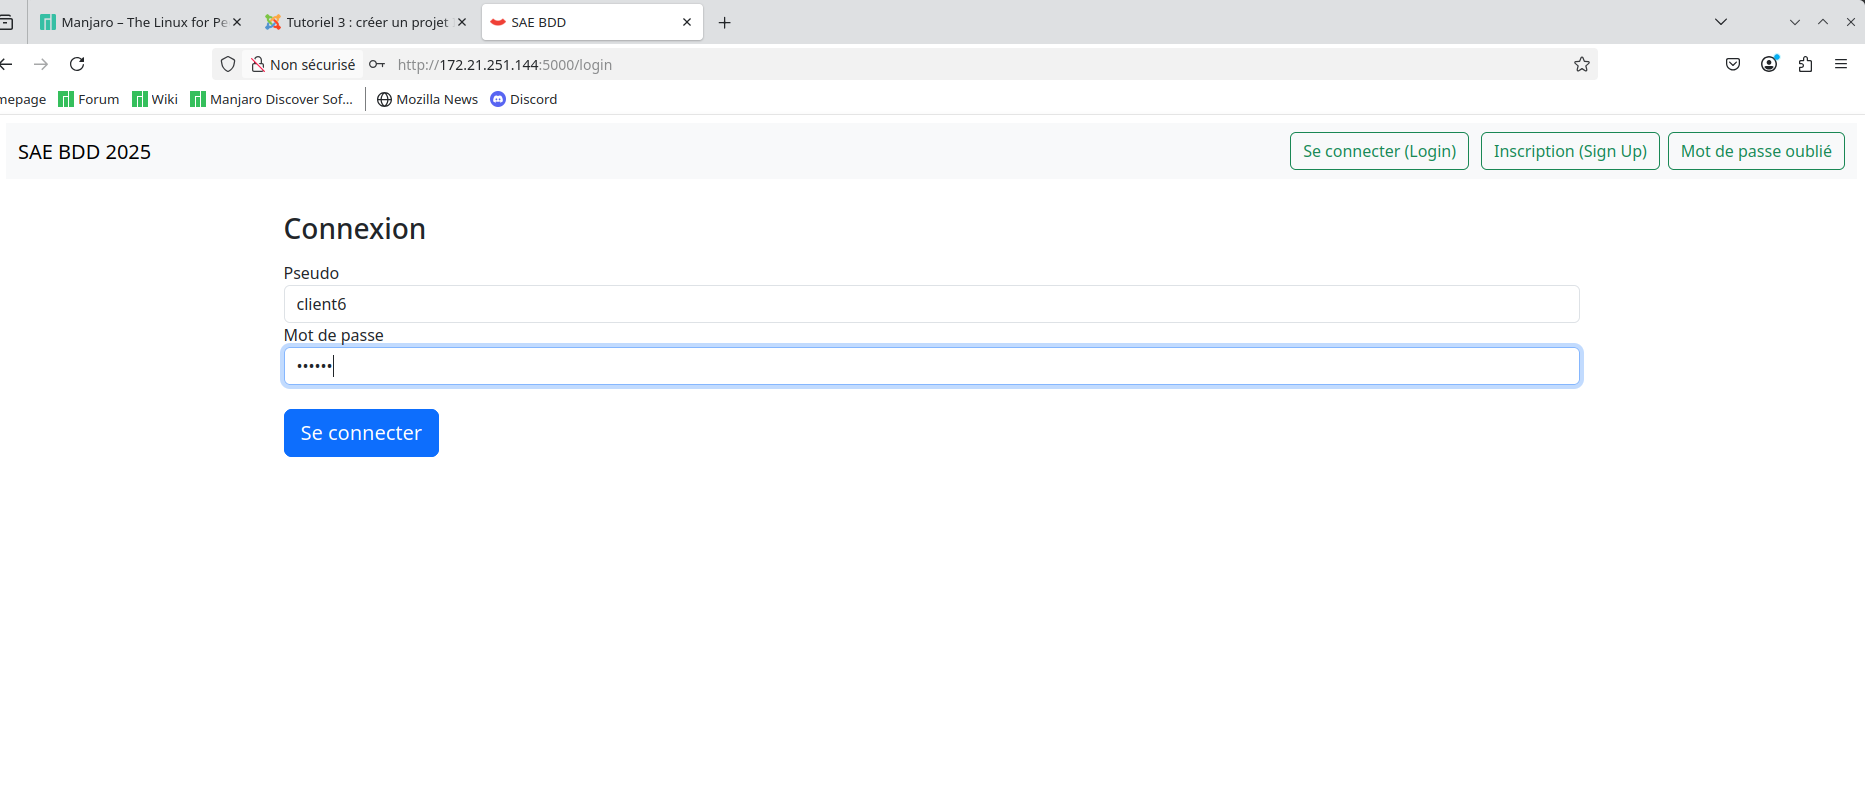 Manjaro – The Linux for Pe
Tutoriel 3 : créer un projet
SAE BDD
Non sécurisé
http://172.21.251.144:5000/login
mepage
Forum
Wiki
Manjaro Discover Sof...
Mozilla News
Discord
SAE BDD 2025
Se connecter (Login)
Inscription (Sign Up)
Mot de passe oublié
Connexion
Pseudo
client6
Mot de passe
••••••
Se connecter